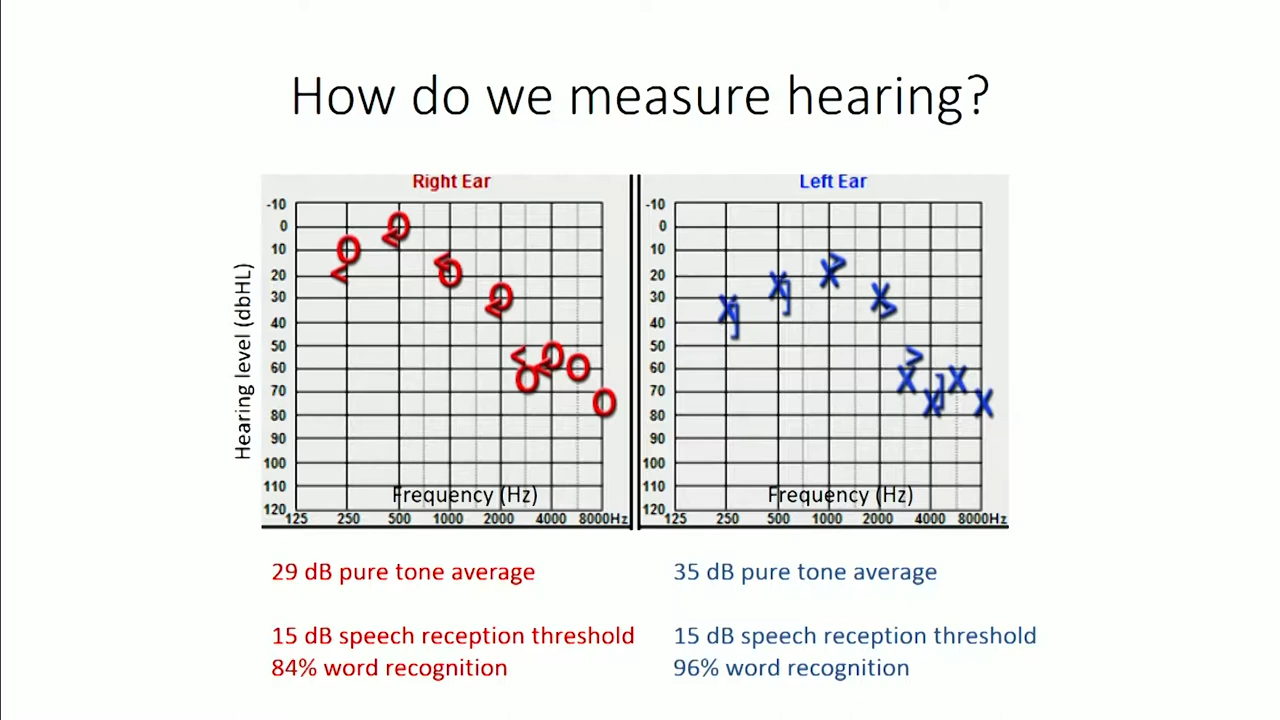 How do we measure hearing?
Right Ear
Left Ear
Hearing level (dbHL)
-10
0
10
20
30
40
50
60
70
80
90
100
110
120
Frequency (Hz)
125 250 500 1000 2000 4000 8000Hz
-10
0
10
20
30
40
50
60
70
80
90
100
110
120
Frequency (Hz)
125 250 500 1000 2000 4000 8000Hz
29 dB pure tone average
15 dB speech reception threshold
84% word recognition
35 dB pure tone average
15 dB speech reception threshold
96% word recognition